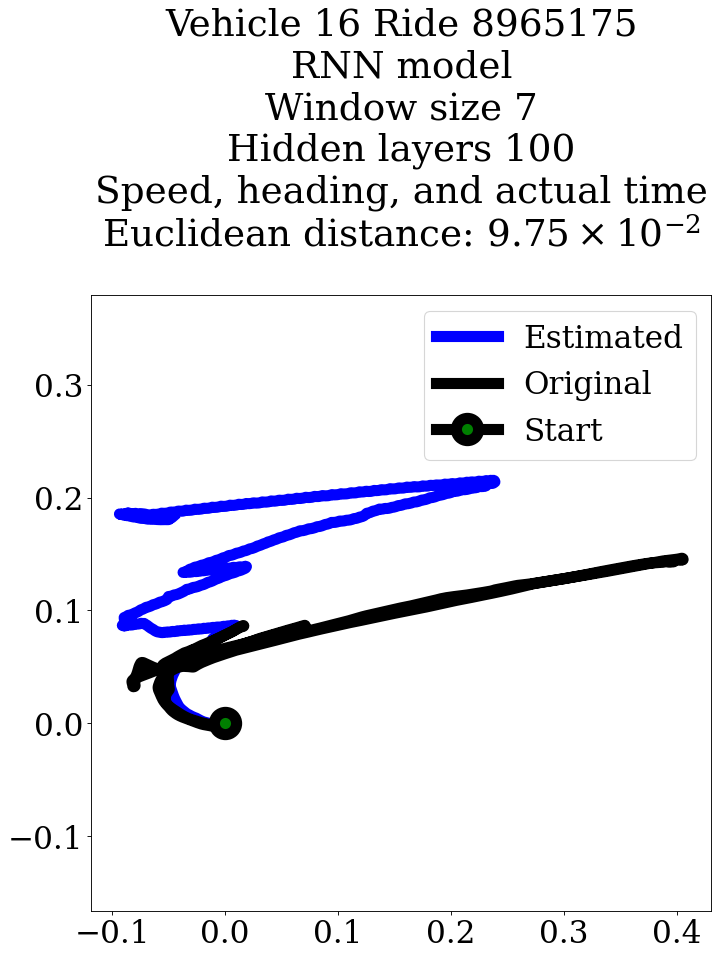 Vehicle 16 Ride 8965175
RNN model
Window size 7
Hidden layers 100
Speed, heading, and actual time
Euclidean distance: 9.75 × 10⁻²
Estimated
Original
Start
0.3
0.2
0.1
0.0
−0.1
−0.1 0.0 0.1 0.2 0.3 0.4